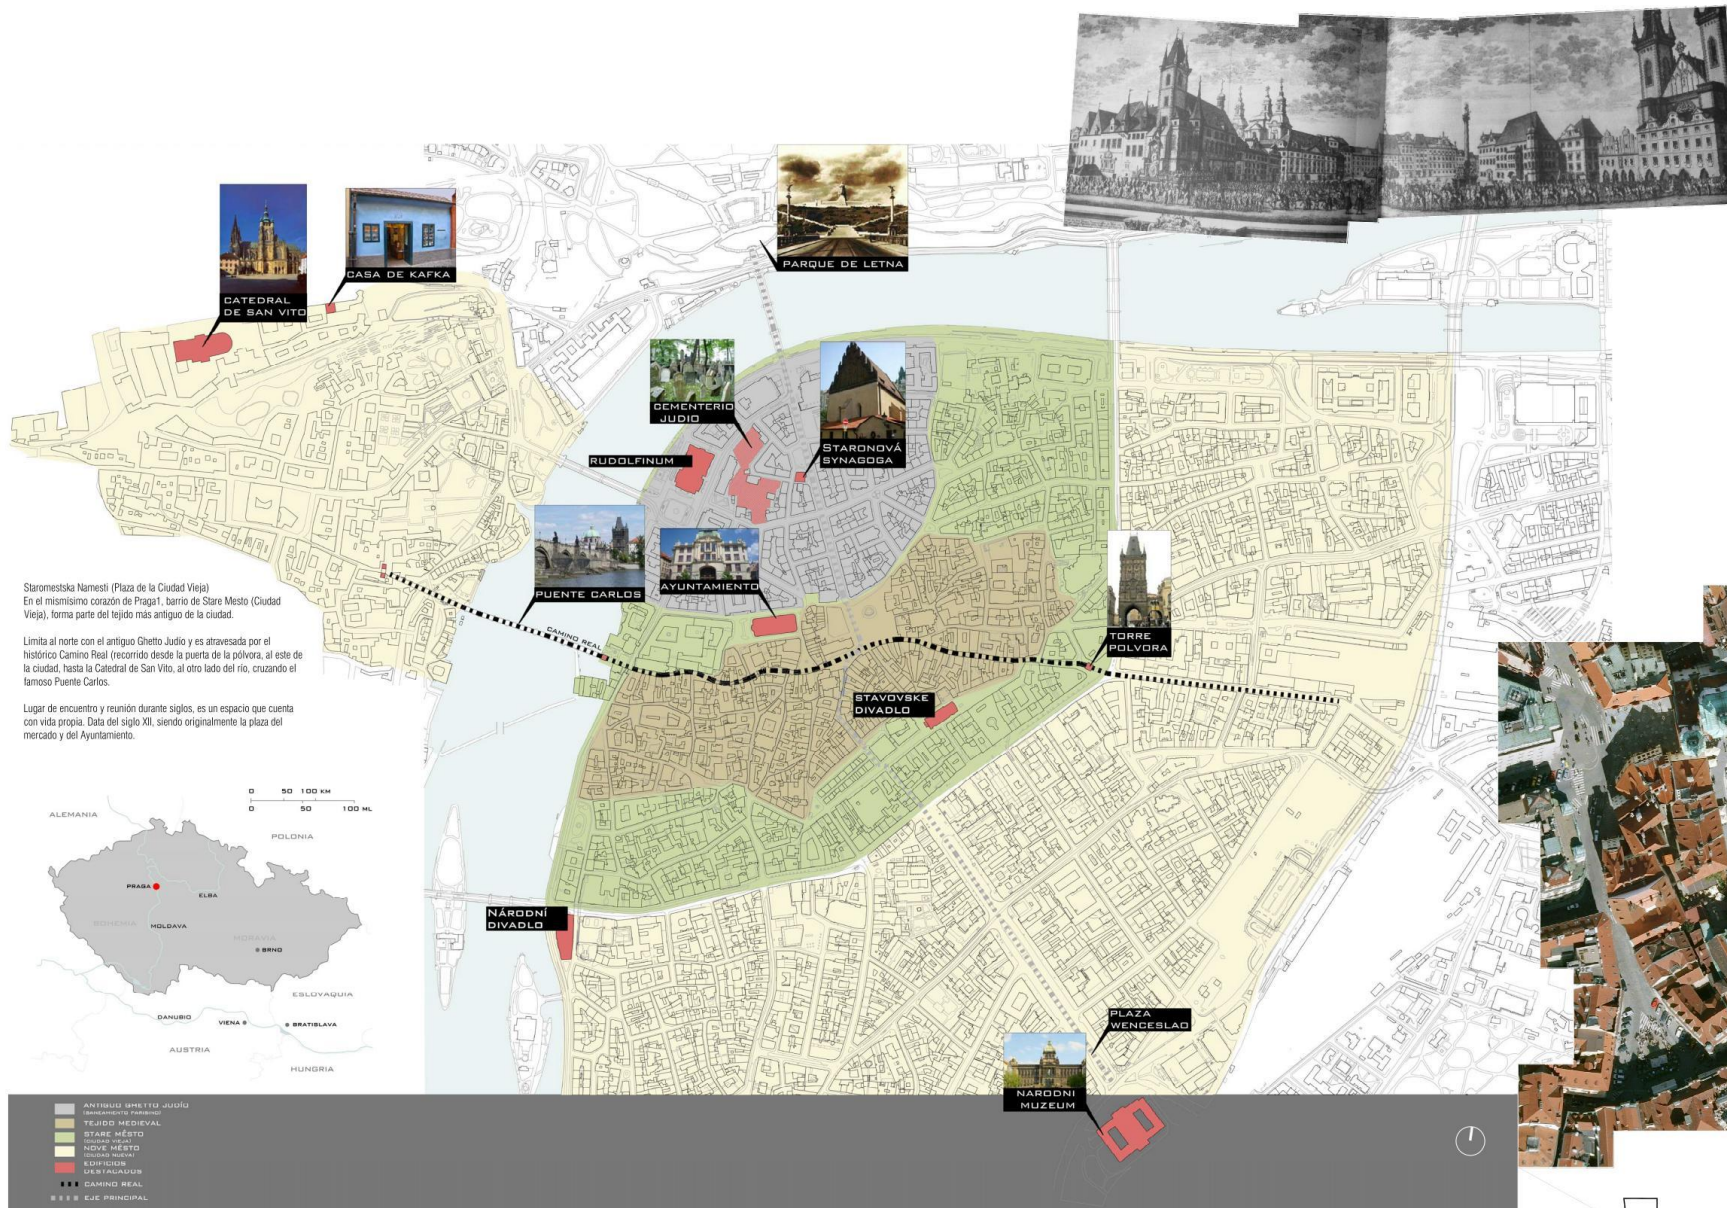 CATEDRAL
DE SAN VITO
CASA DE KAFKA
PARQUE DE LETNA
CEMENTERIO
JUDIO
STARONOVÁ
SYNAGOGA
RUDOLFINUM
PUENTE CARLOS
AYUNTAMIENTO
CAMINO REAL
TORRE
POLVORA
STAVOVSKE
DIVADLO
NÁRODNÍ
DIVADLO
PLAZA
WENCESLAO
NARODNI
MUZEUM
Staromestska Namesti (Plaza de la Ciudad Vieja)
En el mismísimo corazón de Praga1, barrio de Stare Mesto (Ciudad
Vieja), forma parte del tejido más antiguo de la ciudad.
Limita al norte con el antiguo Ghetto Judío y es atravesada por el
histórico Camino Real (recorrido desde la puerta de la pólvora, al este de
la ciudad, hasta la Catedral de San Vito, al otro lado del río, cruzando el
famoso Puente Carlos.
Lugar de encuentro y reunión durante siglos, es un espacio que cuenta
con vida propia. Data del siglo XII, siendo originalmente la plaza del
mercado y del Ayuntamiento.
0 50 100 KM
0 50 100 ML
ALEMANIA
POLONIA
PRAGA
ELBA
BOHEMIA
MOLDAVA
MORAVIA
BRNO
ESLOVAQUIA
DANUBIO
VIENA
BRATISLAVA
AUSTRIA
HUNGRIA
ANTIGUO GHETTO JUDÍO
(SANEAMIENTO PARISINO)
TEJIDO MEDIEVAL
STARE MĚSTO
(CIUDAD VIEJA)
NOVE MĚSTO
(CIUDAD NUEVA)
EDIFICIOS
DESTACADOS
CAMINO REAL
EJE PRINCIPAL